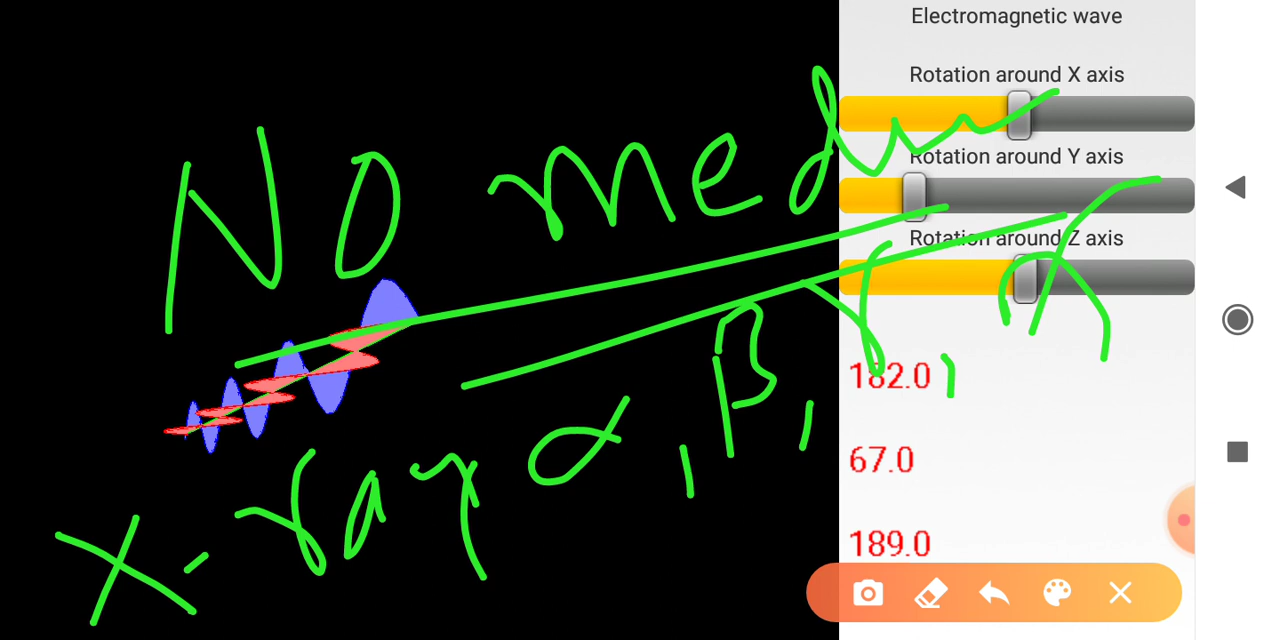 Electromagnetic wave
Rotation around X axis
Rotation around Y axis
Rotation around Z axis
No medium
182.0
67.0
189.0
X-ray α, β, γ